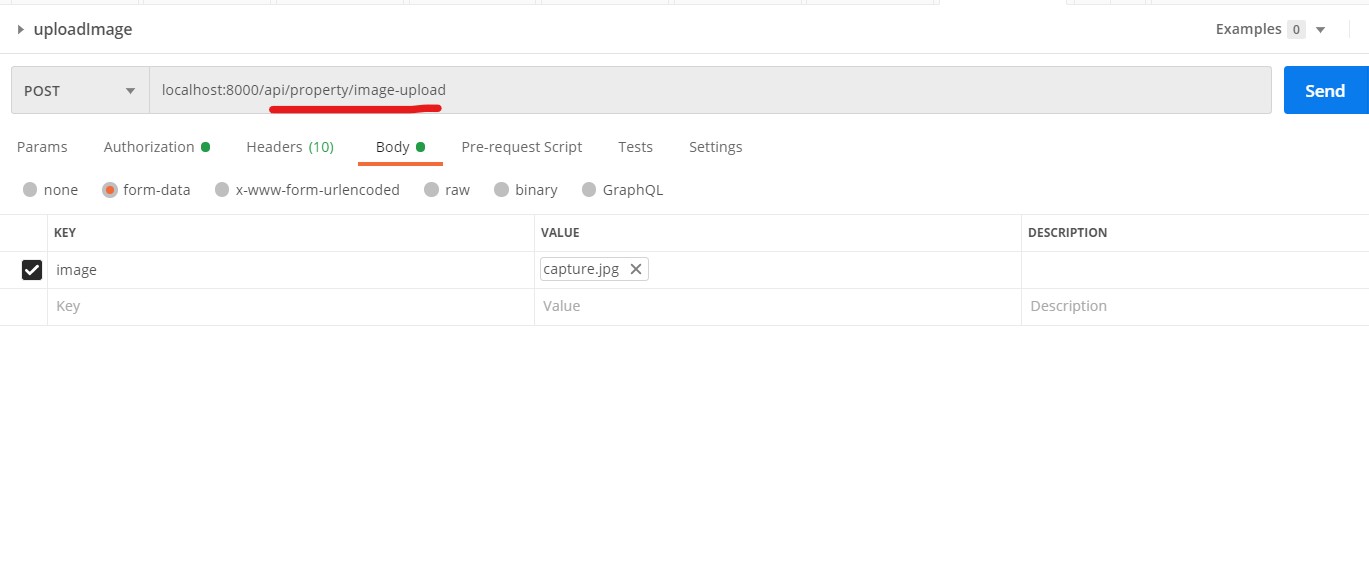 uploadImage
Examples 0
POST
localhost:8000/api/property/image-upload
Send
Params Authorization Headers (10) Body Pre-request Script Tests Settings
none form-data x-www-form-urlencoded raw binary GraphQL
KEY VALUE DESCRIPTION
image capture.jpg
Key Value Description